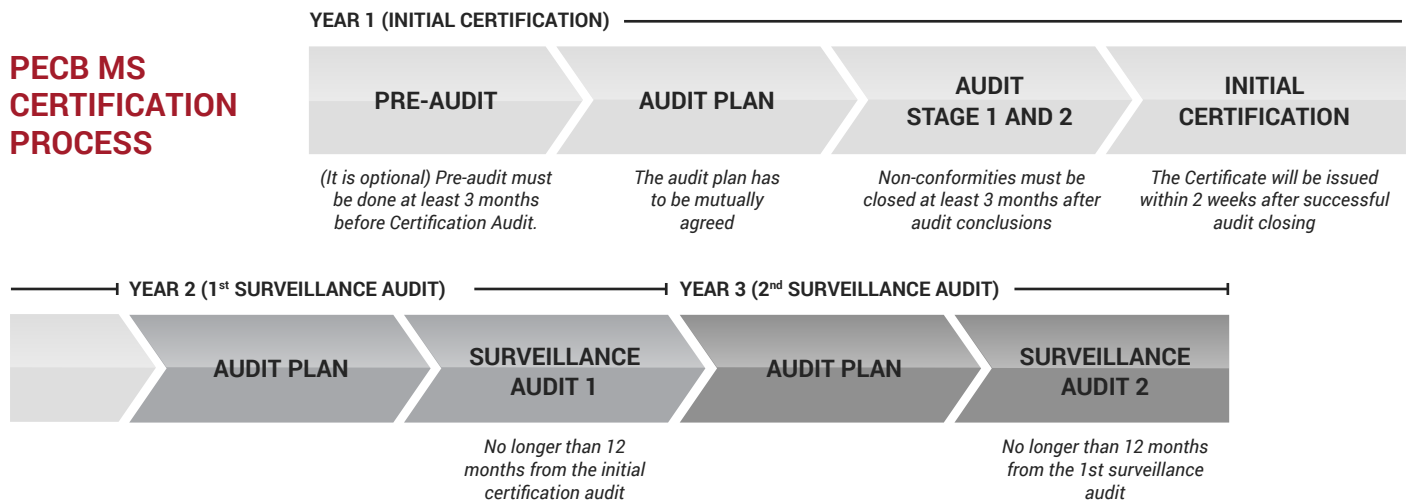 YEAR 1 (INITIAL CERTIFICATION)
PECB MS
CERTIFICATION
PROCESS
PRE-AUDIT
(It is optional) Pre-audit must
be done at least 3 months
before Certification Audit.
AUDIT PLAN
The audit plan has
to be mutually
agreed
AUDIT
STAGE 1 AND 2
Non-conformities must be
closed at least 3 months after
audit conclusions
INITIAL
CERTIFICATION
The Certificate will be issued
within 2 weeks after successful
audit closing
YEAR 2 (1st SURVEILLANCE AUDIT)
AUDIT PLAN
SURVEILLANCE
AUDIT 1
No longer than 12
months from the initial
certification audit
YEAR 3 (2nd SURVEILLANCE AUDIT)
AUDIT PLAN
SURVEILLANCE
AUDIT 2
No longer than 12 months
from the 1st surveillance
audit